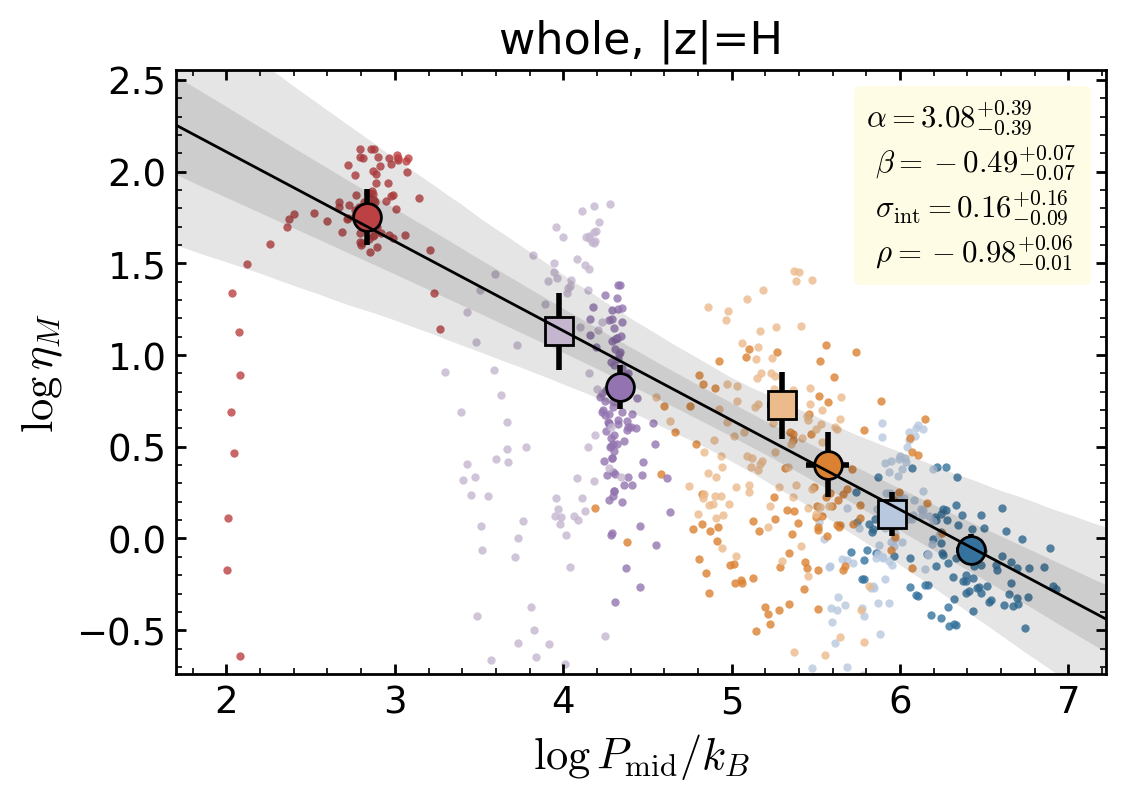 whole, |z|=H
2.5
2.0
1.5
1.0
0.5
0.0
−0.5
log η_M
α = 3.08^{+0.39}_{−0.39}
β = −0.49^{+0.07}_{−0.07}
σ_int = 0.16^{+0.16}_{−0.09}
ρ = −0.98^{+0.06}_{−0.01}
2 3 4 5 6 7
log P_mid/k_B